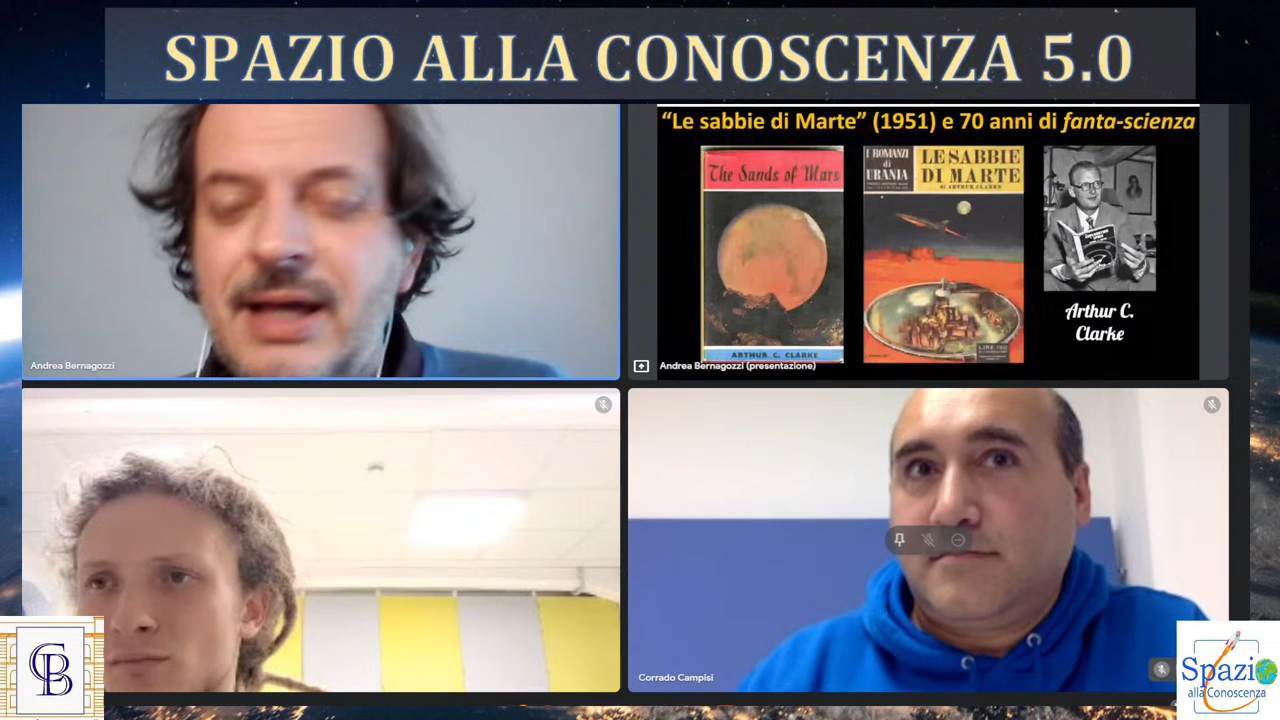 SPAZIO ALLA CONOSCENZA 5.0
“Le sabbie di Marte” (1951) e 70 anni di fanta-scienza
The Sands of Mars
ARTHUR C. CLARKE
I ROMANZI
di
URANIA
LE SABBIE
DI MARTE
di ARTHUR CLARKE
Arthur C.
Clarke
Andrea Bernagozzi
Andrea Bernagozzi (presentazione)
Corrado Campisi
CB
Spazio
alla Conoscenza